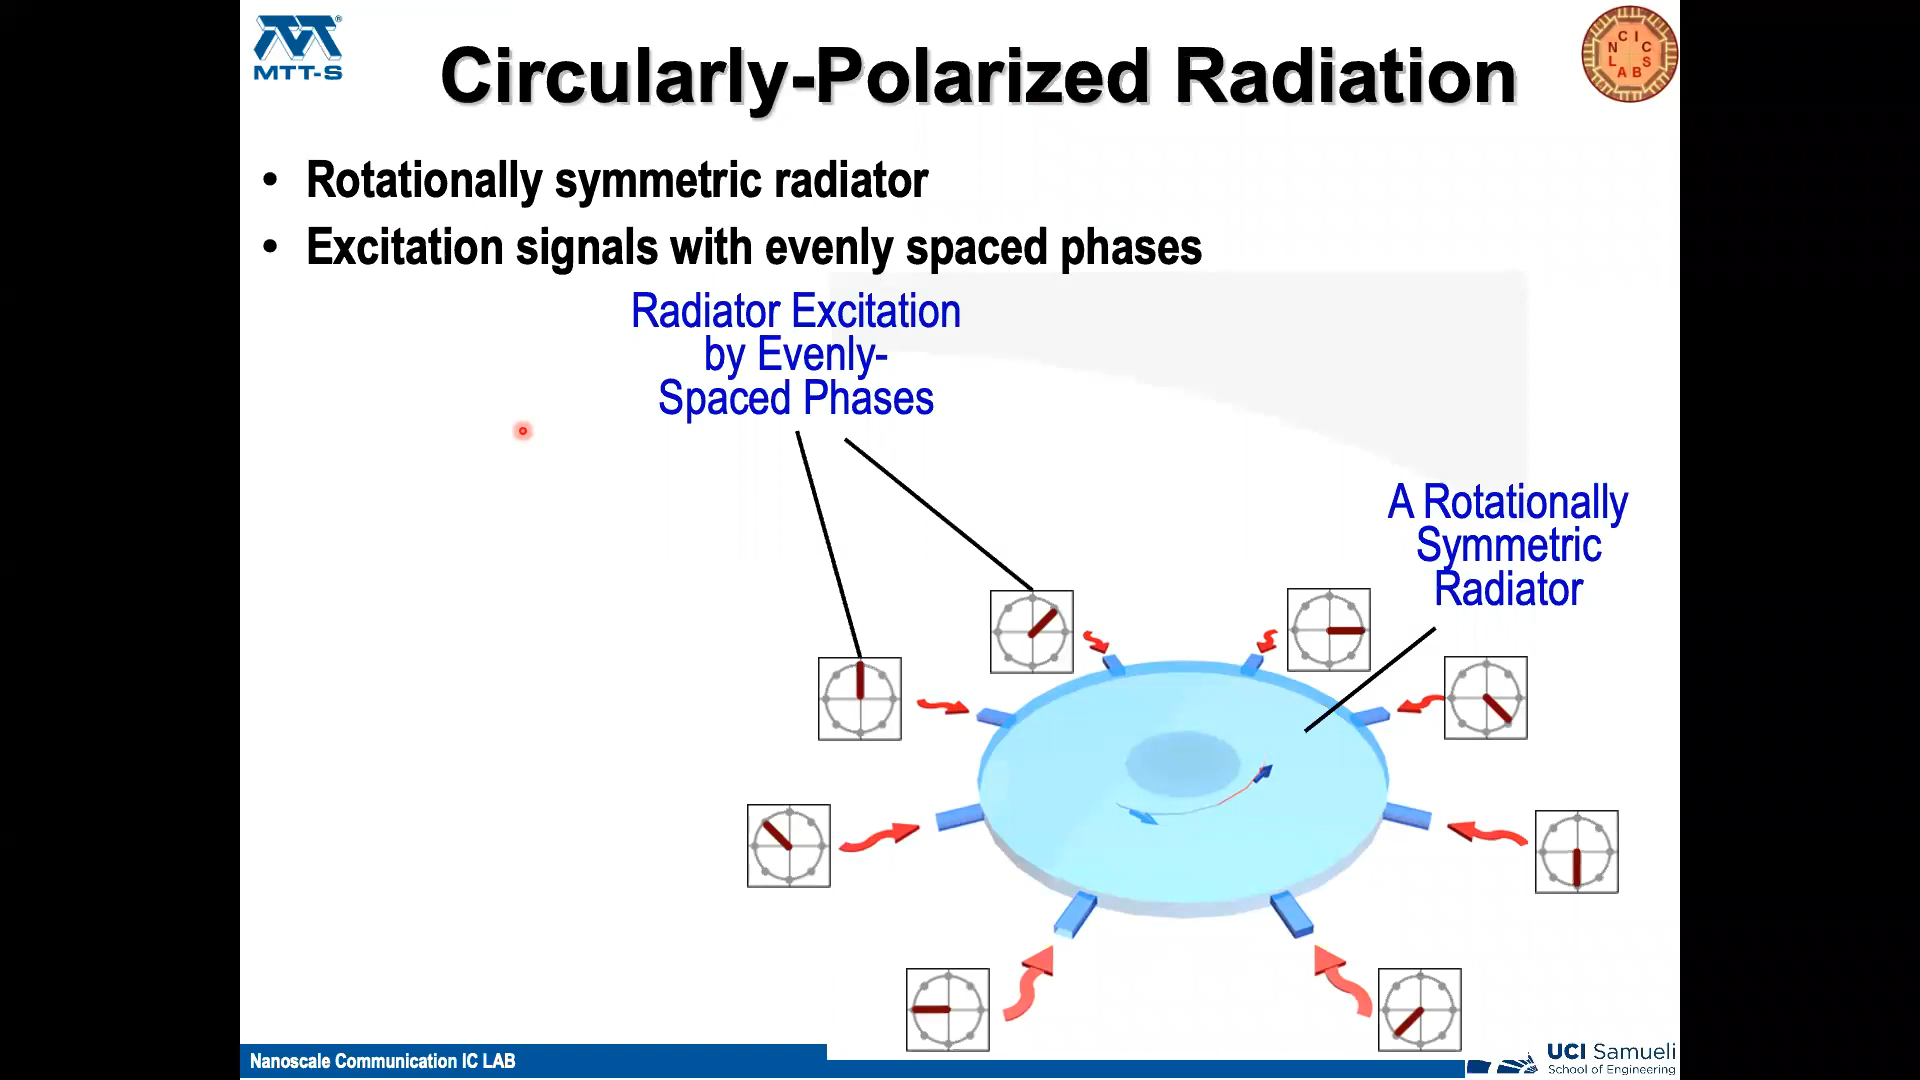 MTT-S
®
Circularly-Polarized Radiation
N C I C
L A B S
• Rotationally symmetric radiator
• Excitation signals with evenly spaced phases
Radiator Excitation
by Evenly-
Spaced Phases
A Rotationally
Symmetric
Radiator
Nanoscale Communication IC LAB
UCI Samueli
School of Engineering